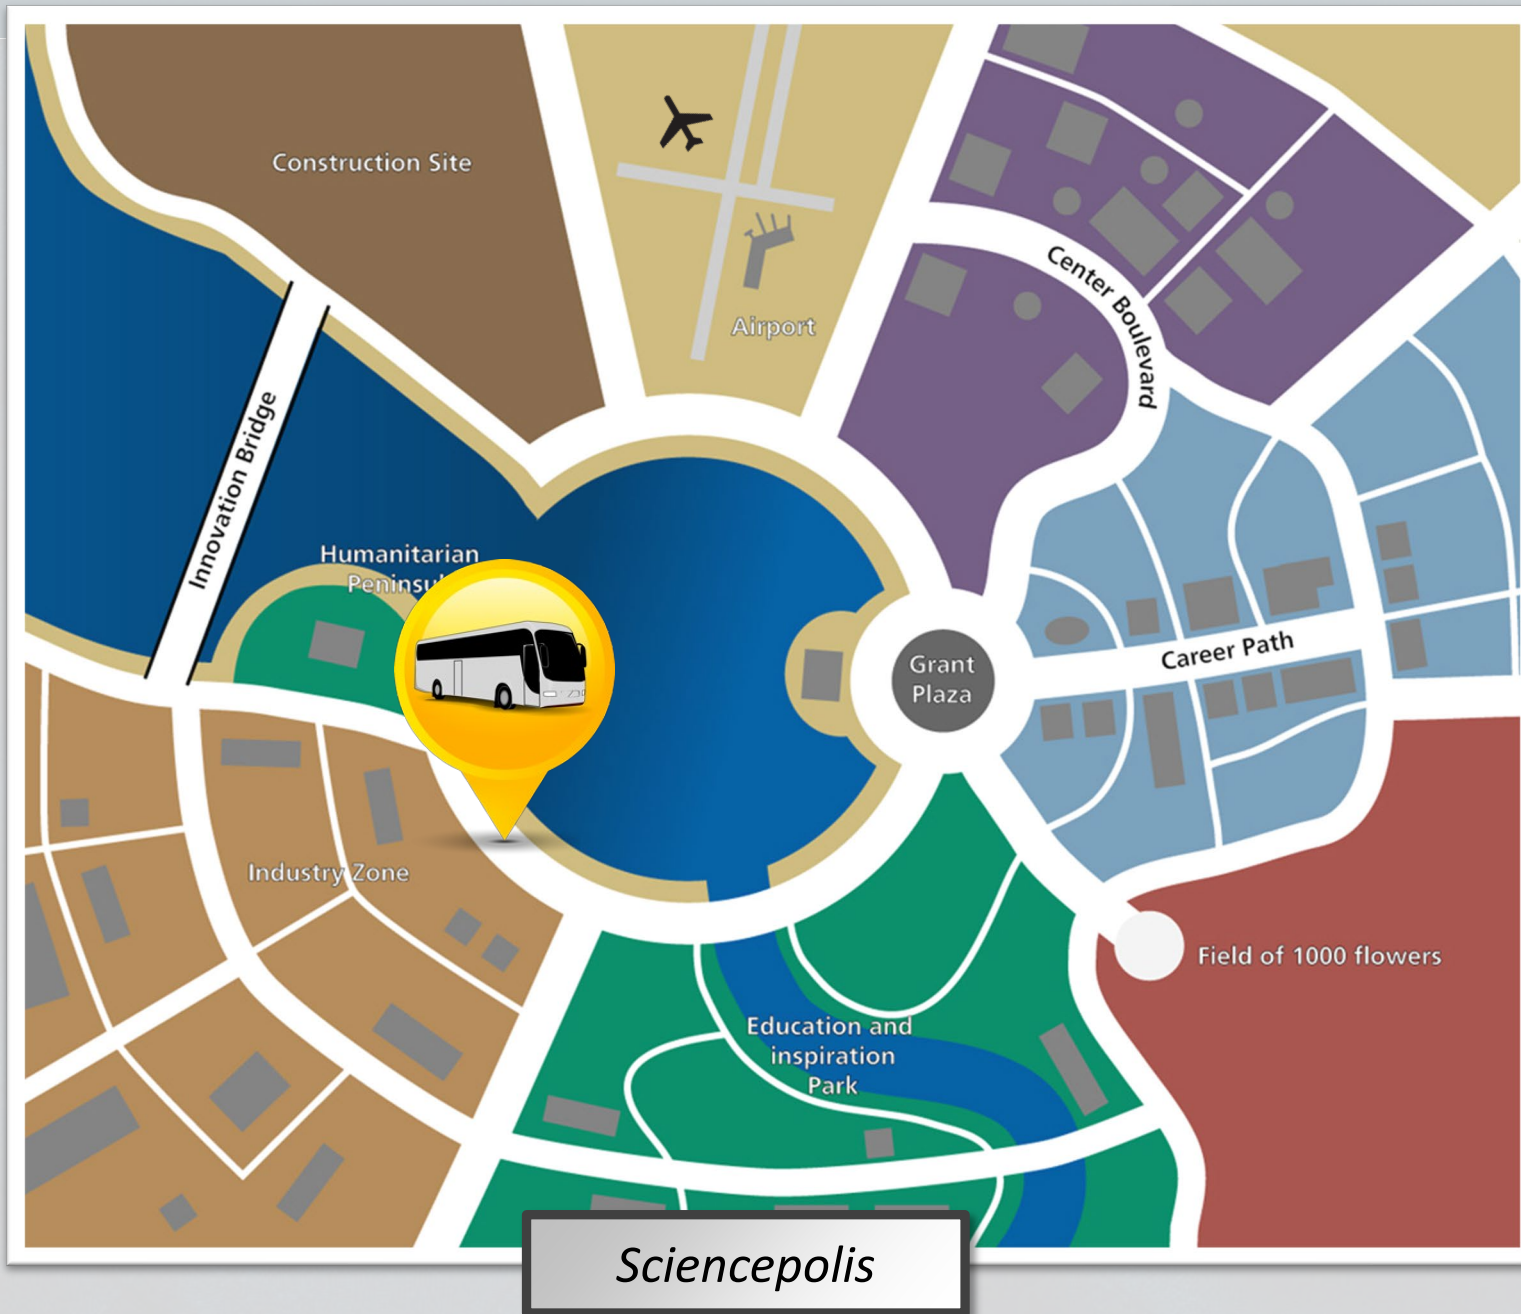 Construction Site
Airport
Center Boulevard
Innovation Bridge
Humanitarian
Grant
Plaza
Career Path
Industry Zone
Field of 1000 flowers
Education and
inspiration
Park
Sciencepolis